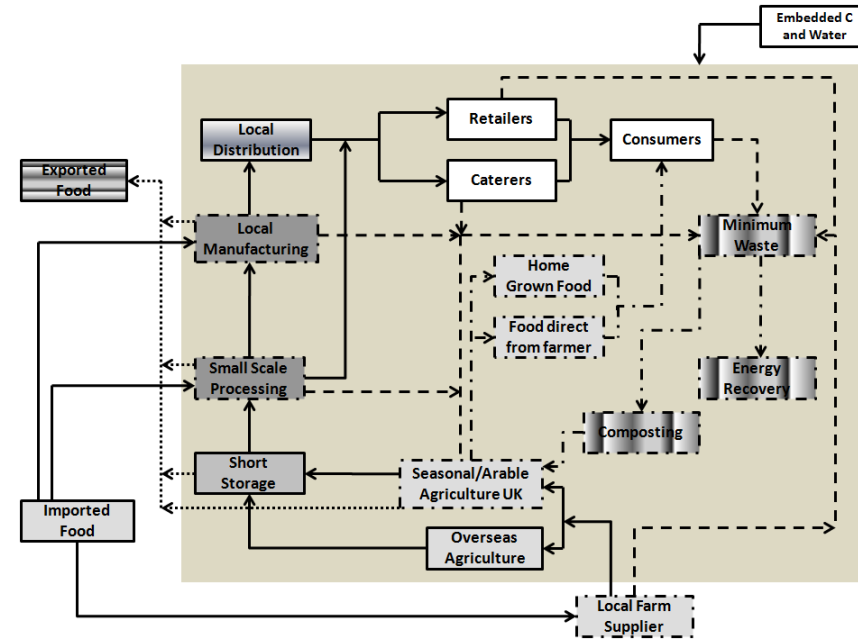 Embedded C
and Water
Retailers
Local
Distribution
Consumers
Exported
Food
Caterers
Local
Manufacturing
Minimum
Waste
Home
Grown Food
Food direct
from farmer
Small Scale
Processing
Energy
Recovery
Composting
Short
Storage
Seasonal/Arable
Agriculture UK
Imported
Food
Overseas
Agriculture
Local Farm
Supplier